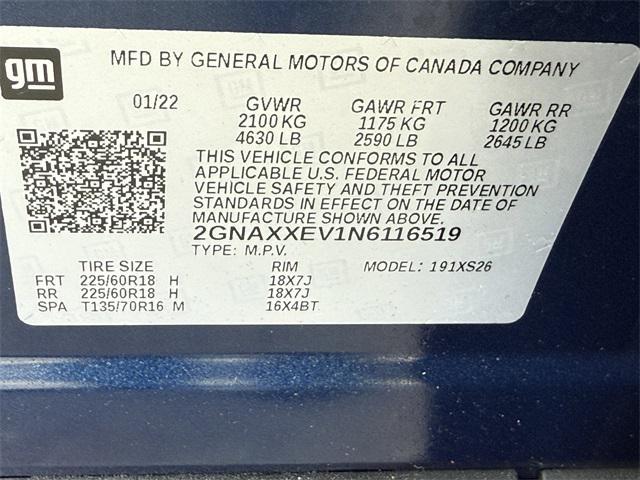 gm
MFD BY GENERAL MOTORS OF CANADA COMPANY
01/22 GVWR GAWR FRT GAWR RR
2100 KG 1175 KG 1200 KG
4630 LB 2590 LB 2645 LB
THIS VEHICLE CONFORMS TO ALL
APPLICABLE U.S. FEDERAL MOTOR
VEHICLE SAFETY AND THEFT PREVENTION
STANDARDS IN EFFECT ON THE DATE OF
MANUFACTURE SHOWN ABOVE.
2GNAXXEV1N6116519
TYPE: M.P.V.
TIRE SIZE RIM MODEL: 191XS26
FRT 225/60R18 H 18X7J
RR 225/60R18 H 18X7J
SPA T135/70R16 M 16X4BT